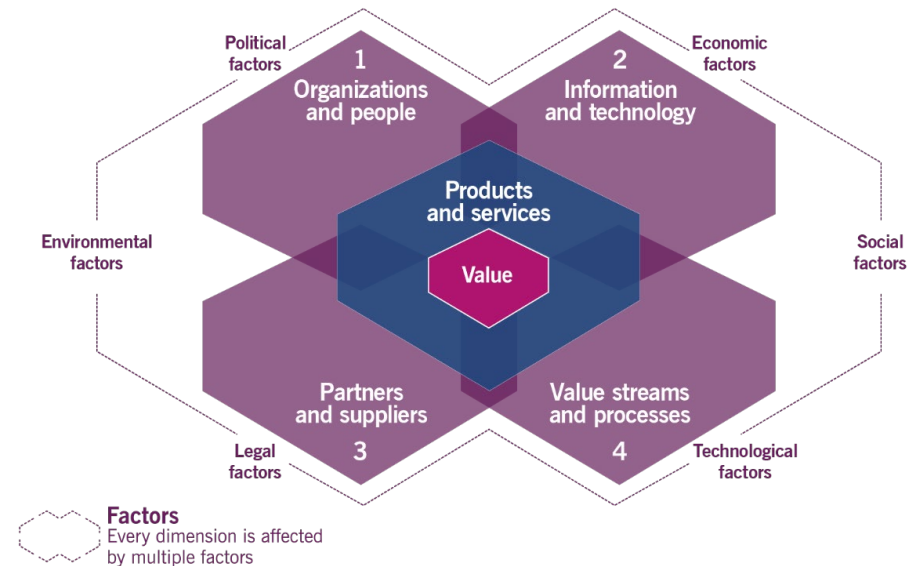 Political
factors
Economic
factors
1
Organizations
and people
2
Information
and technology
Products
and services
Environmental
factors
Value
Social
factors
Partners
and suppliers
3
Value streams
and processes
4
Legal
factors
Technological
factors
Factors
Every dimension is affected
by multiple factors